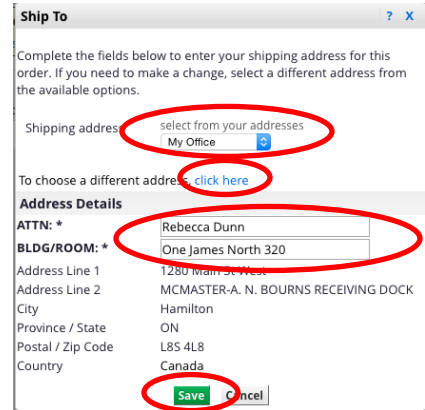 Ship To ? X
Complete the fields below to enter your shipping address for this
order. If you need to make a change, select a different address from
the available options.
select from your addresses
Shipping address My Office
To choose a different address, click here
Address Details
ATTN: * Rebecca Dunn
BLDG/ROOM: * One James North 320
Address Line 1 1280 Main St West
Address Line 2 MCMASTER-A. N. BOURNS RECEIVING DOCK
City Hamilton
Province / State ON
Postal / Zip Code L8S 4L8
Country Canada
Save Cancel